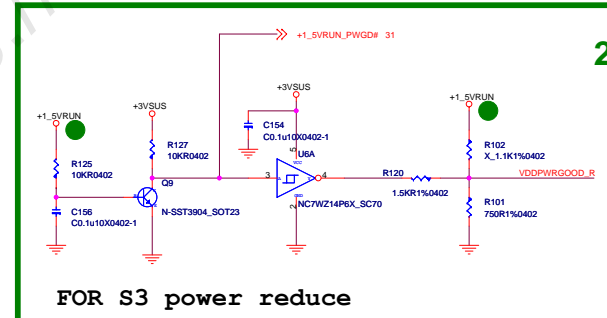 +1_5VRUN_PWGD# 31
2
+3VSUS
+3VSUS
+1_5VRUN
+1_5VRUN
C154
C0.1u10X0402-1
R127
10KR0402
R125
10KR0402
U6A
5
VCC
R102
X_1.1K1%0402
Q9
3
4
R120
VDDPWRGOOD_R
1.5KR1%0402
C156
C0.1u10X0402-1
N-SST3904_SOT23
GND
2
NC7WZ14P6X_SC70
R101
750R1%0402
FOR S3 power reduce